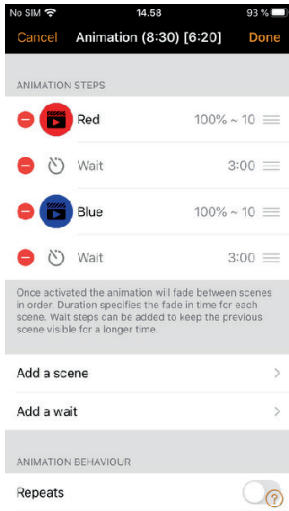 No SIM 14.58 93 %
Cancel Animation (8:30) [6:20] Done
ANIMATION STEPS
Red 100% ~ 10
Wait 3:00
Blue 100% ~ 10
Wait 3:00
Once activated the animation will fade between scenes
in order. Duration specifies the fade in time for each
scene. Wait steps can be added to keep the previous
scene visible for a longer time.
Add a scene
Add a wait
ANIMATION BEHAVIOUR
Repeats
?